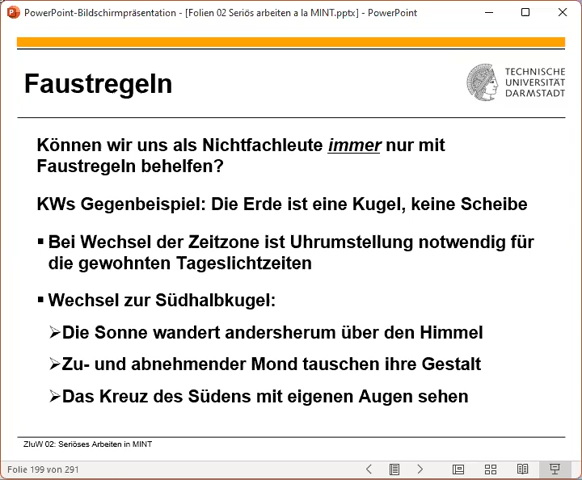 PowerPoint-Bildschirmpräsentation - [Folien 02 Seriös arbeiten a la MINT.pptx] - PowerPoint
Faustregeln
TECHNISCHE
UNIVERSITÄT
DARMSTADT
Können wir uns als Nichtfachleute immer nur mit
Faustregeln behelfen?
KWs Gegenbeispiel: Die Erde ist eine Kugel, keine Scheibe
▪ Bei Wechsel der Zeitzone ist Uhrumstellung notwendig für
die gewohnten Tageslichtzeiten
▪ Wechsel zur Südhalbkugel:
➢Die Sonne wandert andersherum über den Himmel
➢Zu- und abnehmender Mond tauschen ihre Gestalt
➢Das Kreuz des Südens mit eigenen Augen sehen
ZIuW 02: Seriöses Arbeiten in MINT
Folie 199 von 291